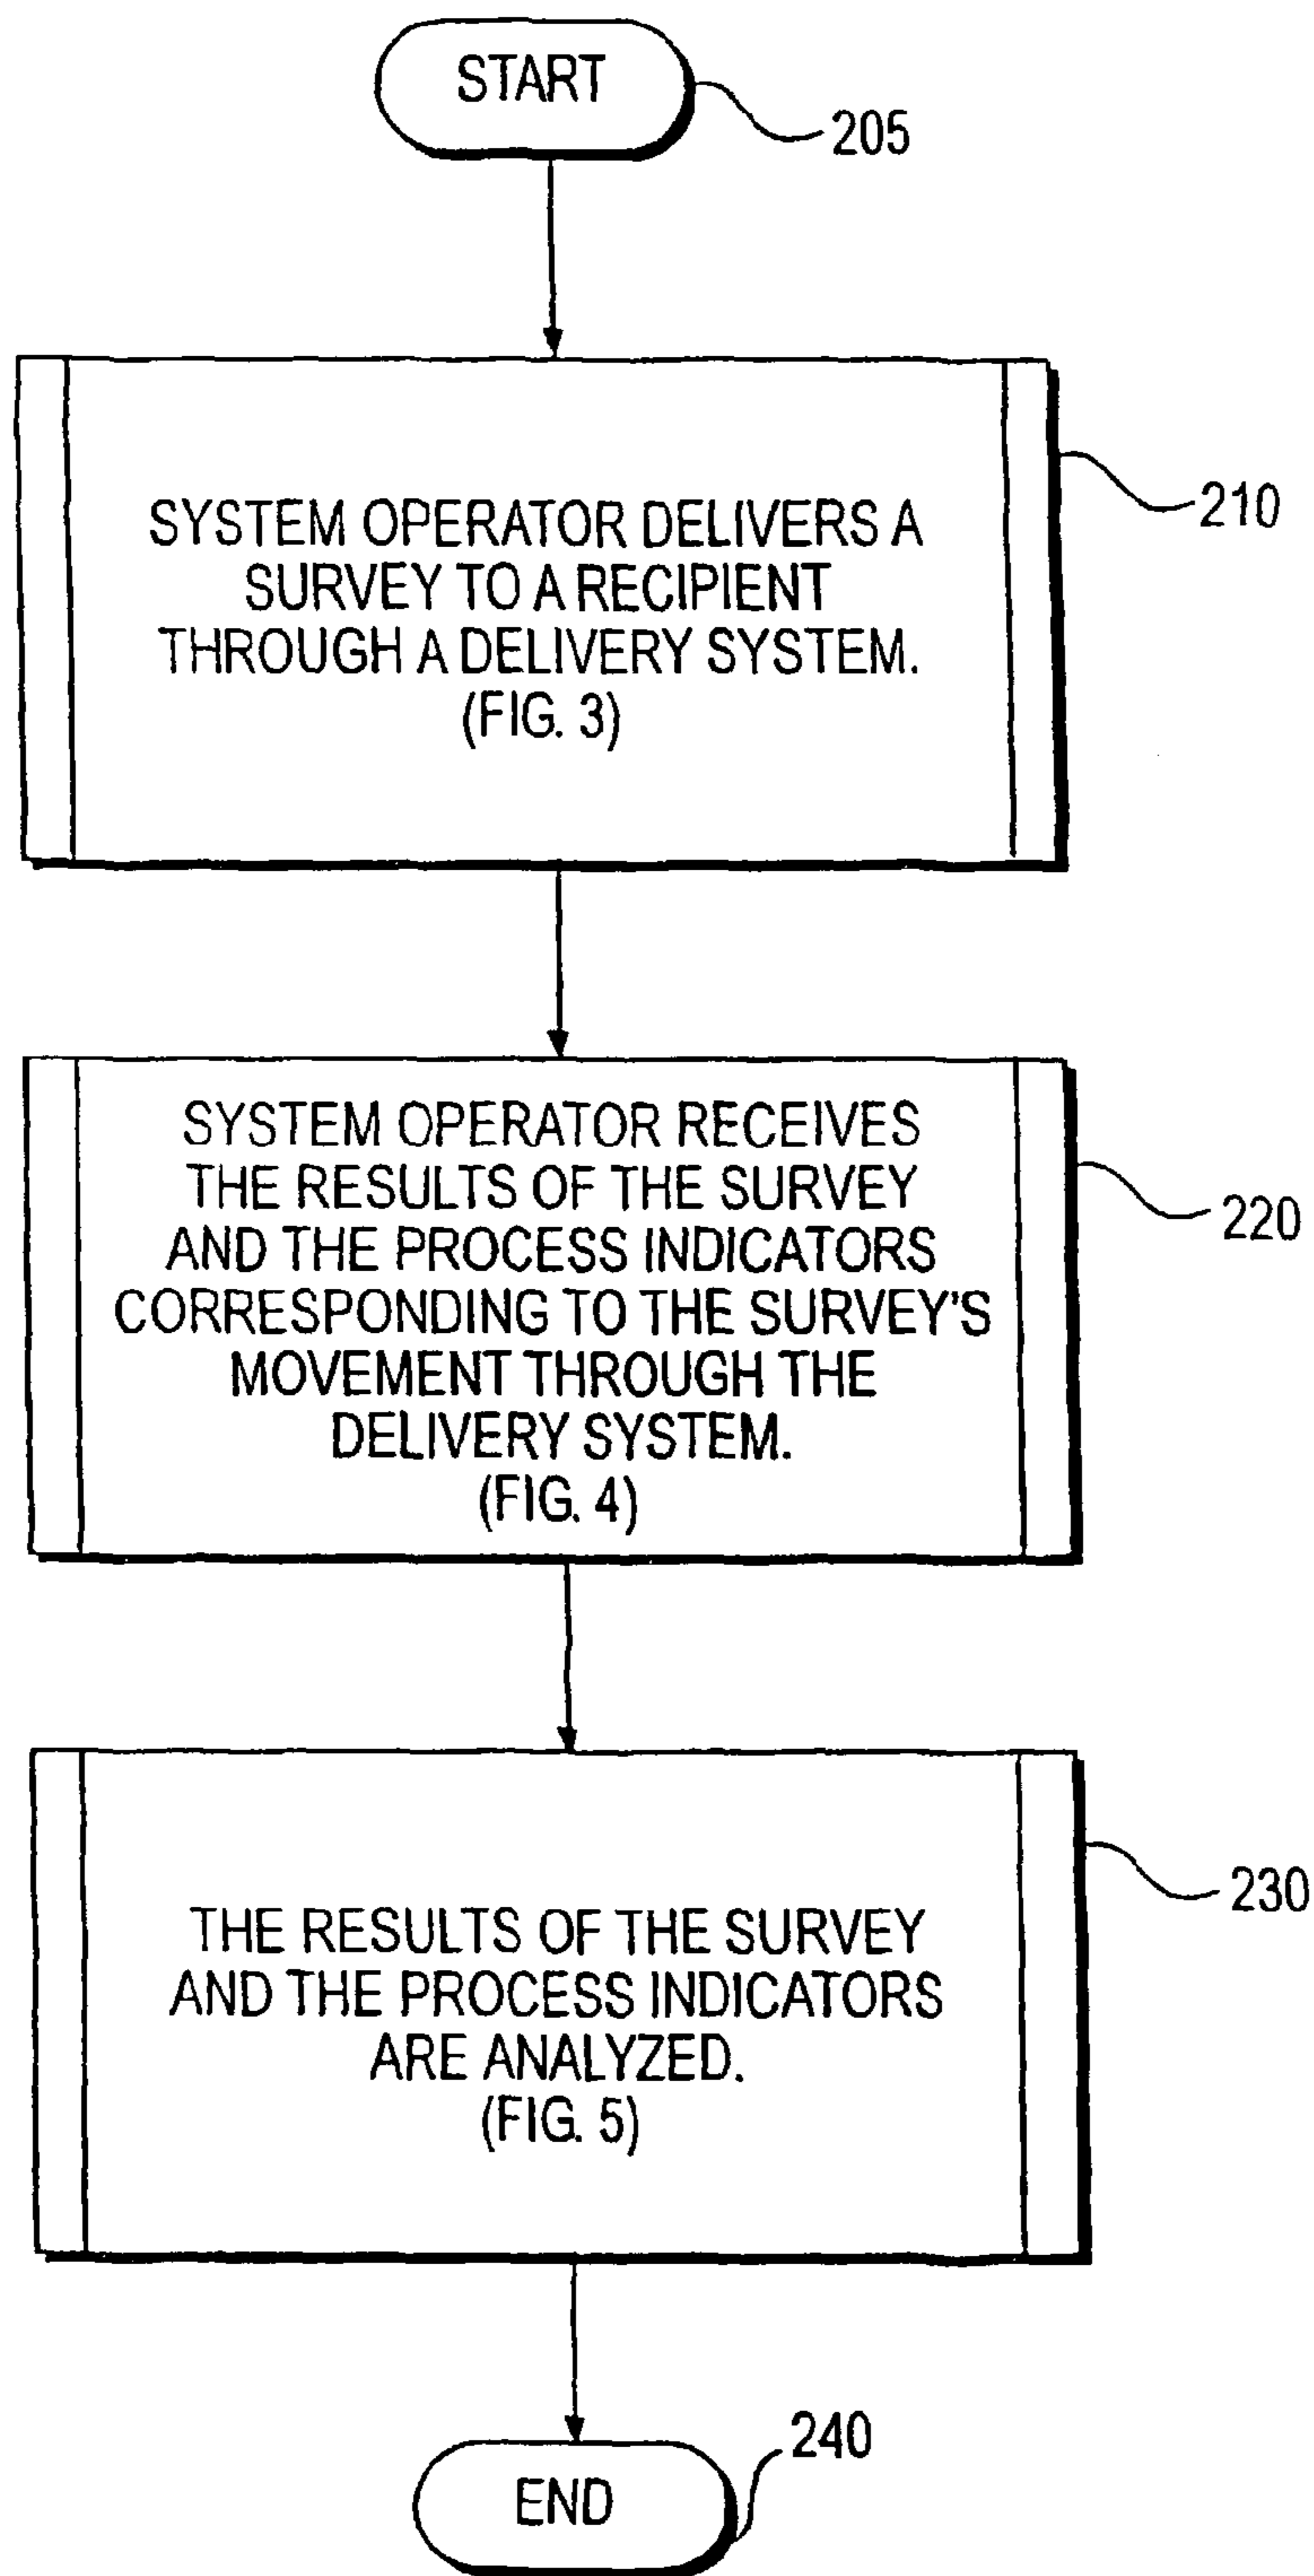 START
205
SYSTEM OPERATOR DELIVERS A
SURVEY TO A RECIPIENT
THROUGH A DELIVERY SYSTEM.
(FIG. 3)
210
SYSTEM OPERATOR RECEIVES
THE RESULTS OF THE SURVEY
AND THE PROCESS INDICATORS
CORRESPONDING TO THE SURVEY'S
MOVEMENT THROUGH THE
DELIVERY SYSTEM.
(FIG. 4)
220
THE RESULTS OF THE SURVEY
AND THE PROCESS INDICATORS
ARE ANALYZED.
(FIG. 5)
230
END
240